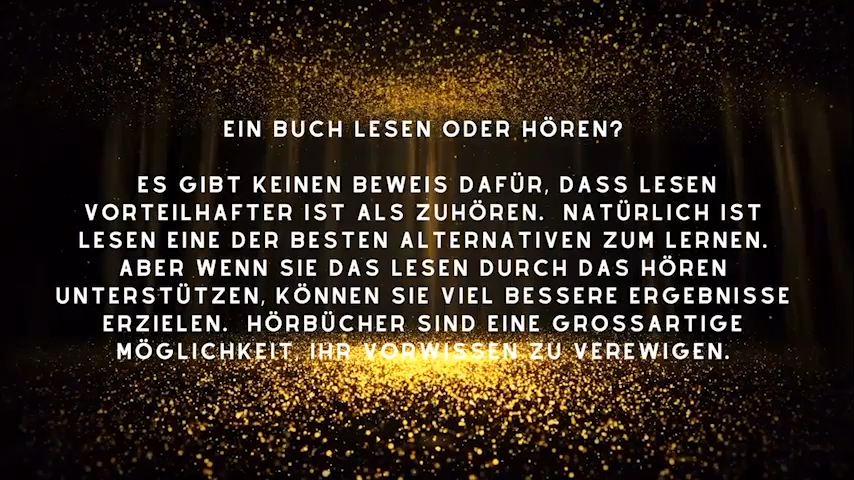 EIN BUCH LESEN ODER HÖREN?
ES GIBT KEINEN BEWEIS DAFÜR, DASS LESEN
VORTEILHAFTER IST ALS ZUHÖREN. NATÜRLICH IST
LESEN EINE DER BESTEN ALTERNATIVEN ZUM LERNEN.
ABER WENN SIE DAS LESEN DURCH DAS HÖREN
UNTERSTÜTZEN, KÖNNEN SIE VIEL BESSERE ERGEBNISSE
ERZIELEN. HÖRBÜCHER SIND EINE GROSSARTIGE
MÖGLICHKEIT, IHR VORWISSEN ZU VEREWIGEN.